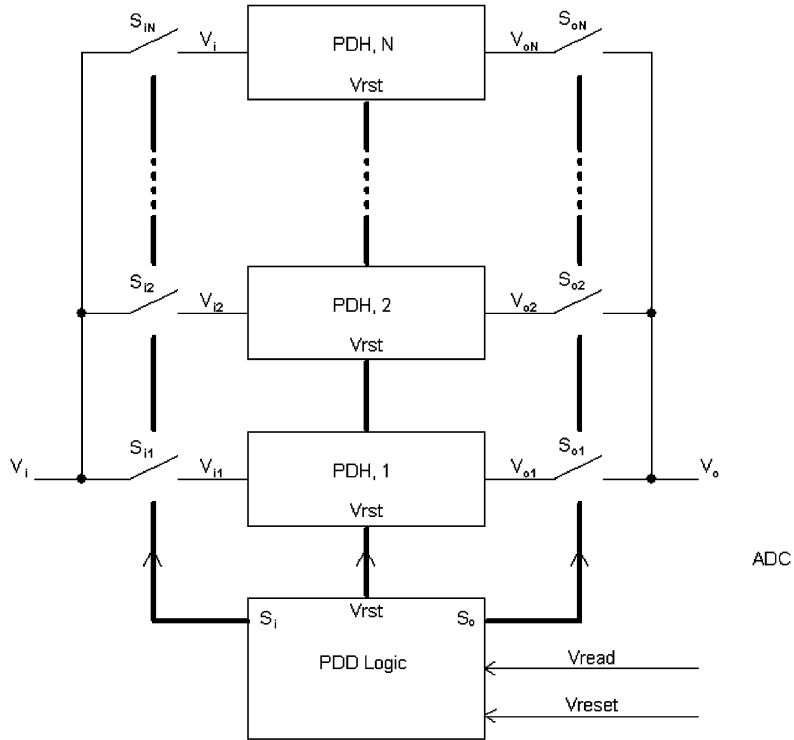 S_iN V_i PDH, N V_oN S_oN
Vrst
S_i2 V_i2 PDH, 2 V_o2 S_o2
Vrst
S_i1 V_i1 PDH, 1 V_o1 S_o1
V_i V_o
Vrst
ADC
Vrst
S_i S_o
PDD Logic
Vread
Vreset